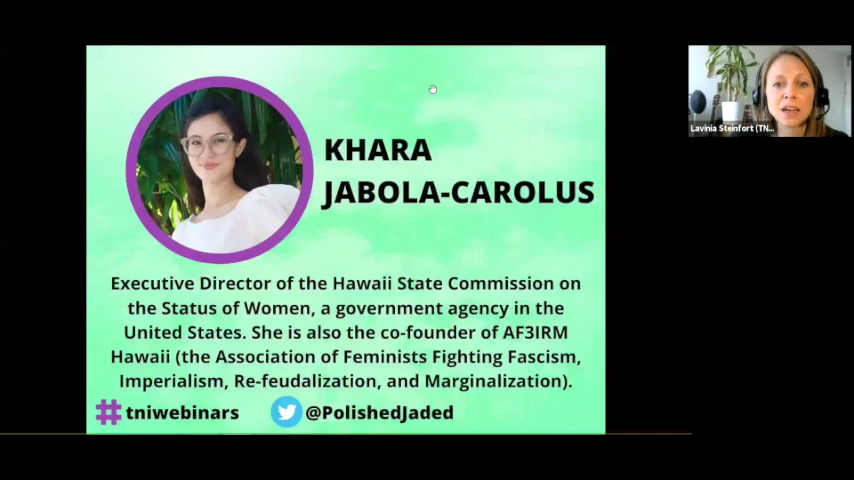 KHARA
JABOLA-CAROLUS
Executive Director of the Hawaii State Commission on
the Status of Women, a government agency in the
United States. She is also the co-founder of AF3IRM
Hawaii (the Association of Feminists Fighting Fascism,
Imperialism, Re-feudalization, and Marginalization).
#tniwebinars @PolishedJaded
Lavinia Steinfort (TN...